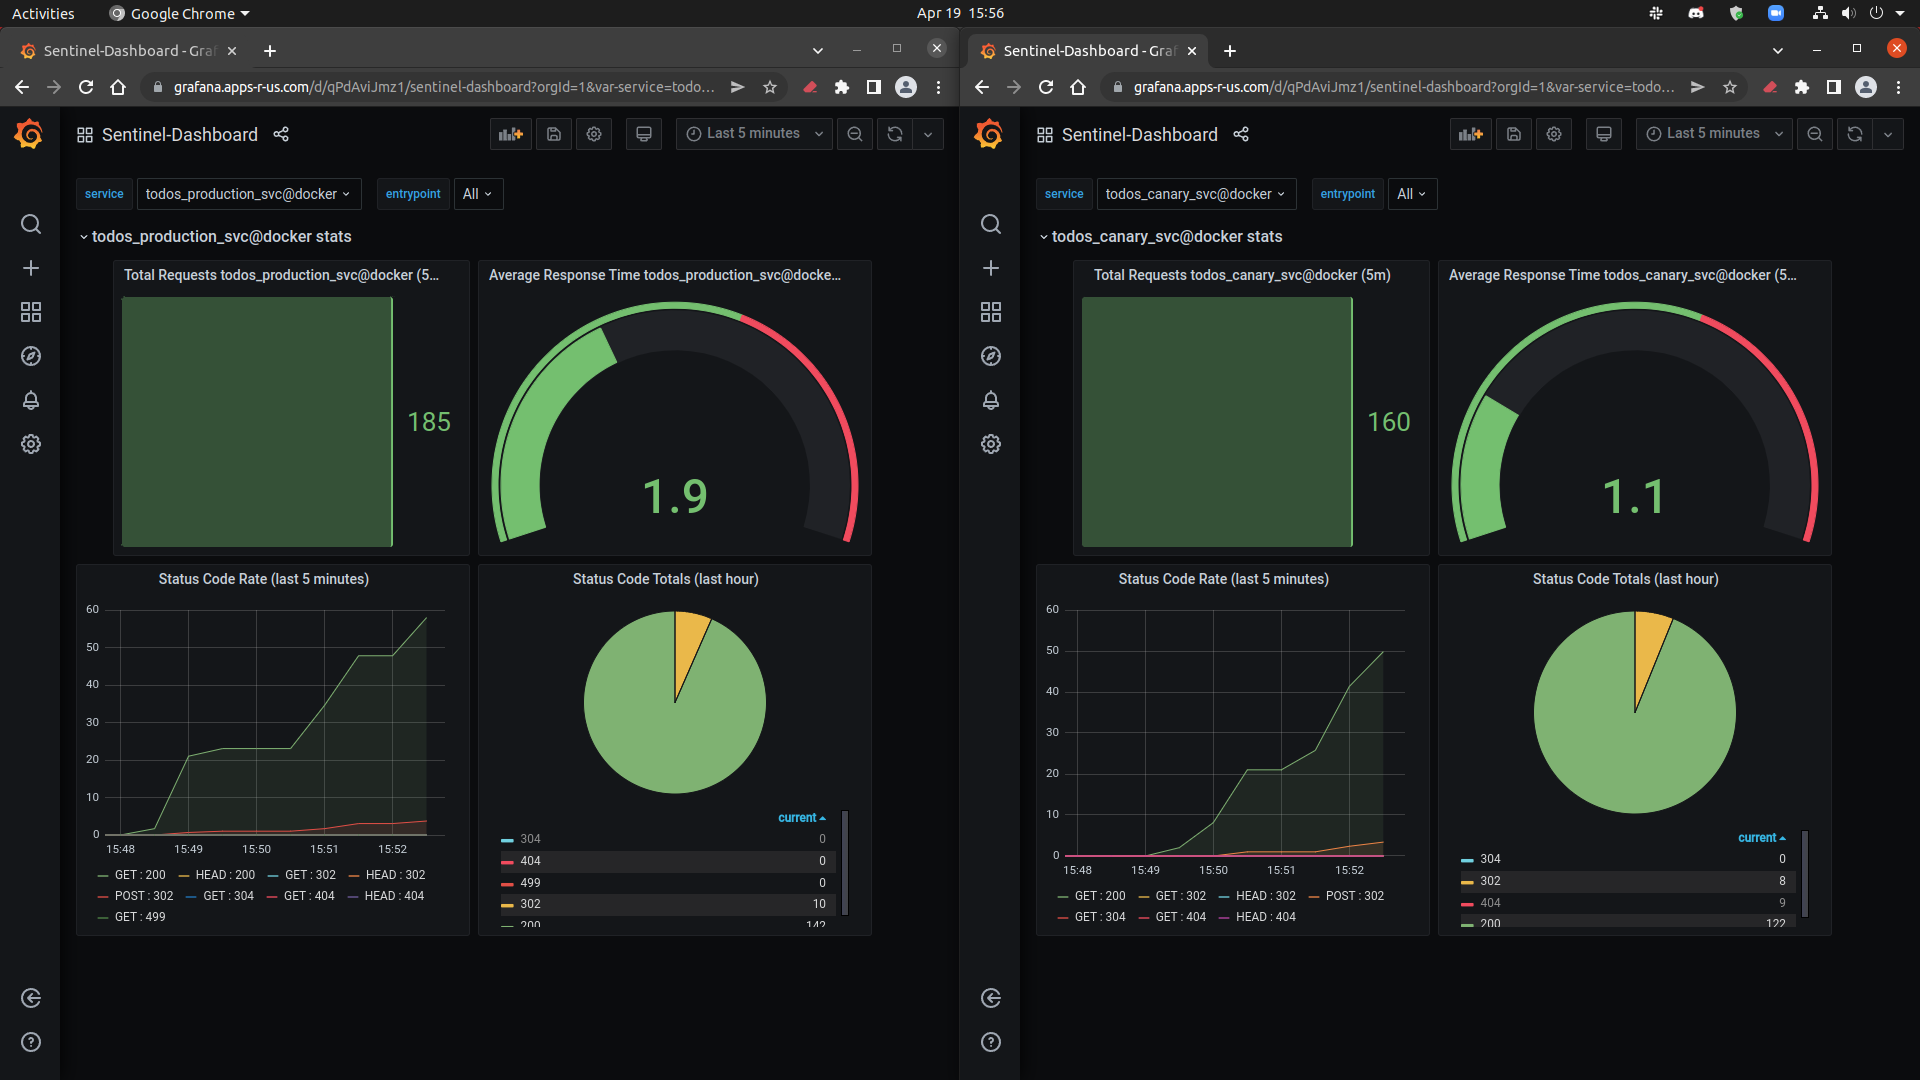 Activities
Google Chrome
Apr 19 15:56
Sentinel-Dashboard - Graf
grafana.apps-r-us.com/d/qPdAviJmz1/sentinel-dashboard?orgId=1&var-service=todo...
Sentinel-Dashboard
Last 5 minutes
service
todos_production_svc@docker
entrypoint
All
todos_production_svc@docker stats
Total Requests todos_production_svc@docker (5...
185
Average Response Time todos_production_svc@docke...
1.9
Status Code Rate (last 5 minutes)
60
50
40
30
20
10
0
15:48 15:49 15:50 15:51 15:52
GET : 200 HEAD : 200 GET : 302 HEAD : 302
POST : 302 GET : 304 GET : 404 HEAD : 404
GET : 499
Status Code Totals (last hour)
current
304 0
404 0
499 0
302 10
200 142
Sentinel-Dashboard - Graf
grafana.apps-r-us.com/d/qPdAviJmz1/sentinel-dashboard?orgId=1&var-service=todo...
Sentinel-Dashboard
Last 5 minutes
service
todos_canary_svc@docker
entrypoint
All
todos_canary_svc@docker stats
Total Requests todos_canary_svc@docker (5m)
160
Average Response Time todos_canary_svc@docker (5...
1.1
Status Code Rate (last 5 minutes)
60
50
40
30
20
10
0
15:48 15:49 15:50 15:51 15:52
GET : 200 GET : 302 HEAD : 302 POST : 302
GET : 304 GET : 404 HEAD : 404
Status Code Totals (last hour)
current
304 0
302 8
404 9
200 122